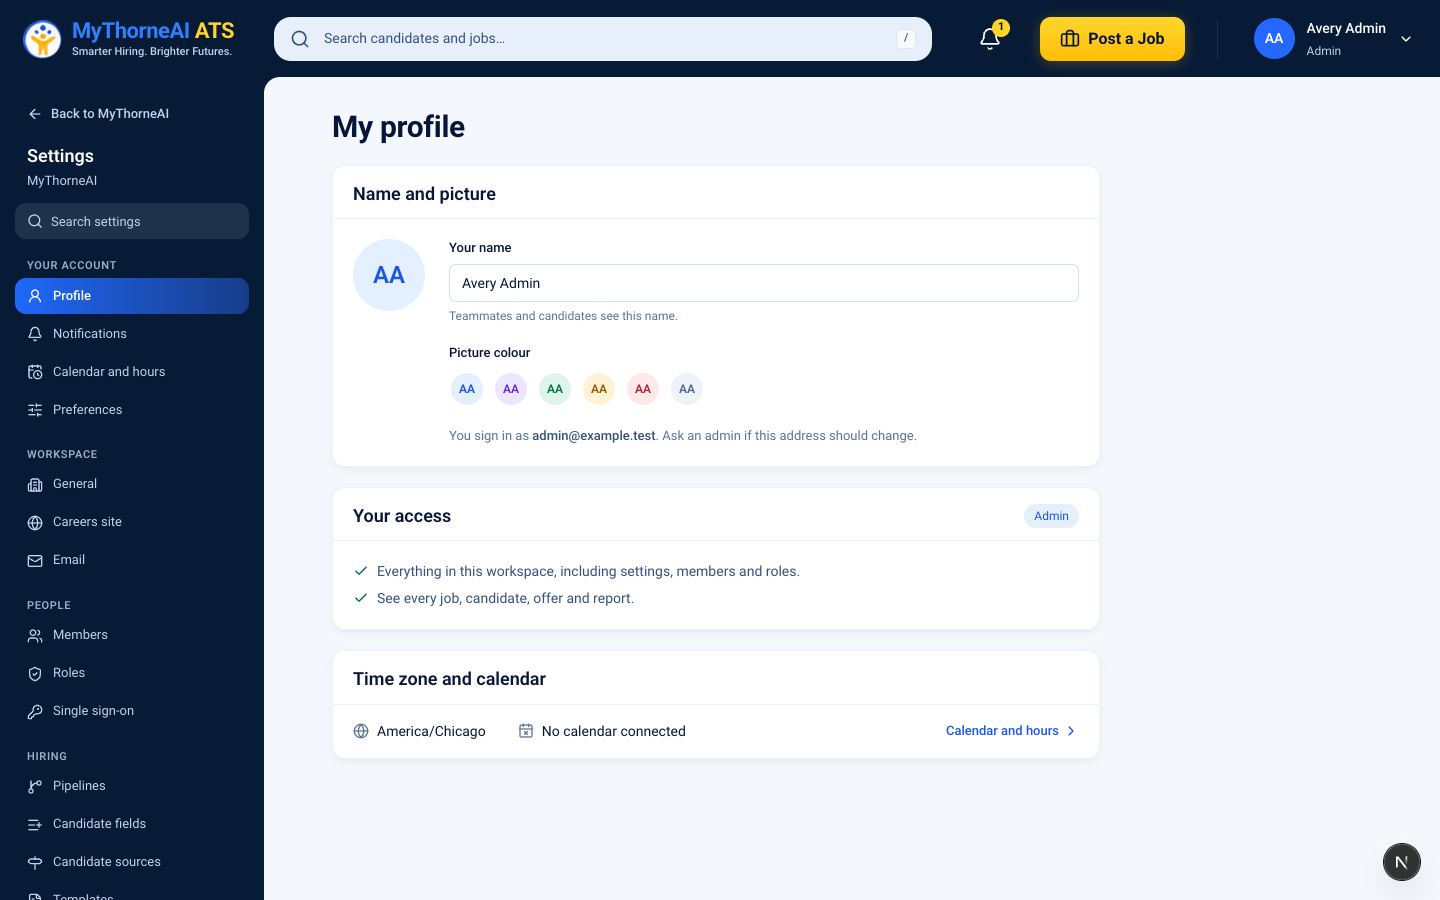 MyThorneAI ATS
Smarter Hiring. Brighter Futures.
Search candidates and jobs...
/
1
Post a Job
AA
Avery Admin
Admin
Back to MyThorneAI
Settings
MyThorneAI
Search settings
YOUR ACCOUNT
Profile
Notifications
Calendar and hours
Preferences
WORKSPACE
General
Careers site
Email
PEOPLE
Members
Roles
Single sign-on
HIRING
Pipelines
Candidate fields
Candidate sources
Templates
My profile
Name and picture
AA
Your name
Avery Admin
Teammates and candidates see this name.
Picture colour
AA AA AA AA AA AA
You sign in as admin@example.test. Ask an admin if this address should change.
Your access
Admin
Everything in this workspace, including settings, members and roles.
See every job, candidate, offer and report.
Time zone and calendar
America/Chicago
No calendar connected
Calendar and hours
N